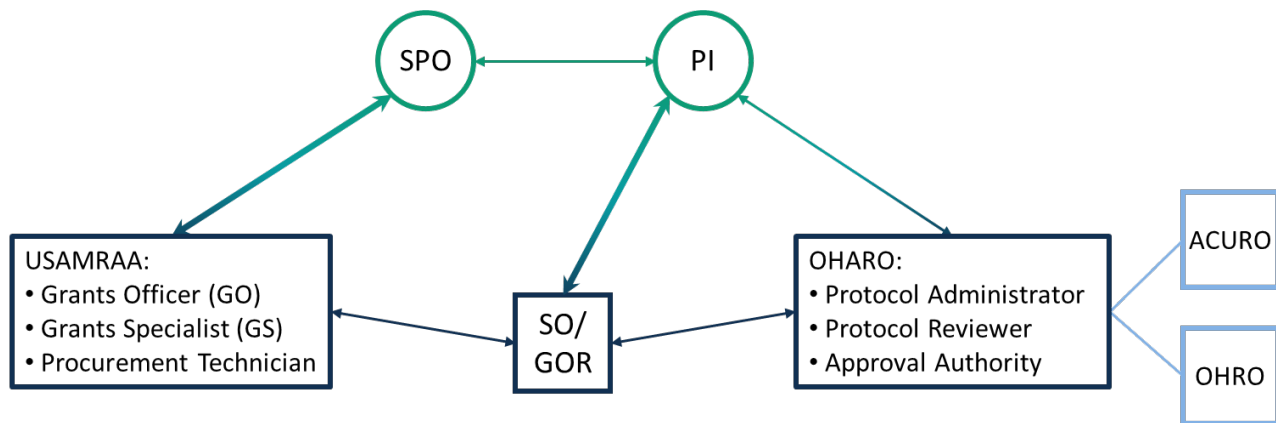 SPO
PI
USAMRAA:
• Grants Officer (GO)
• Grants Specialist (GS)
• Procurement Technician
SO/
GOR
OHARO:
• Protocol Administrator
• Protocol Reviewer
• Approval Authority
ACURO
OHRO